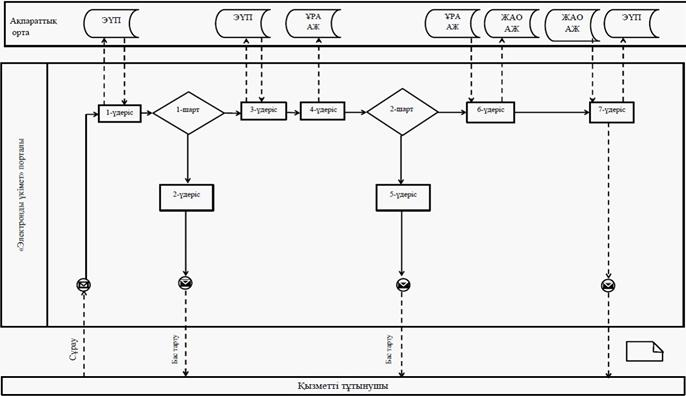 Ақпараттық
орта
ЭҮП
ЭҮП
ҰРА
АЖ
ҰРА
АЖ
ЖАО
АЖ
ЖАО
АЖ
ЭҮП
«Электронды үкімет» порталы
1-үдеріс
1-шарт
3-үдеріс
4-үдеріс
2-шарт
6-үдеріс
7-үдеріс
2-үдеріс
5-үдеріс
Сұрау
Бас тарту
Бас тарту
Қызметті тұтынушы